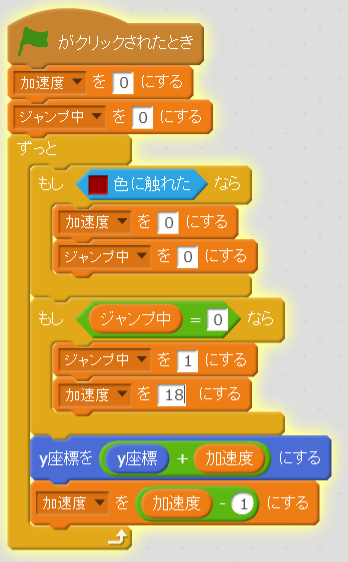 がクリックされたとき
加速度 を 0 にする
ジャンプ中 を 0 にする
ずっと
もし 色に触れた なら
加速度 を 0 にする
ジャンプ中 を 0 にする
もし ジャンプ中 = 0 なら
ジャンプ中 を 1 にする
加速度 を 18 にする
y座標を y座標 + 加速度 にする
加速度 を 加速度 - 1 にする